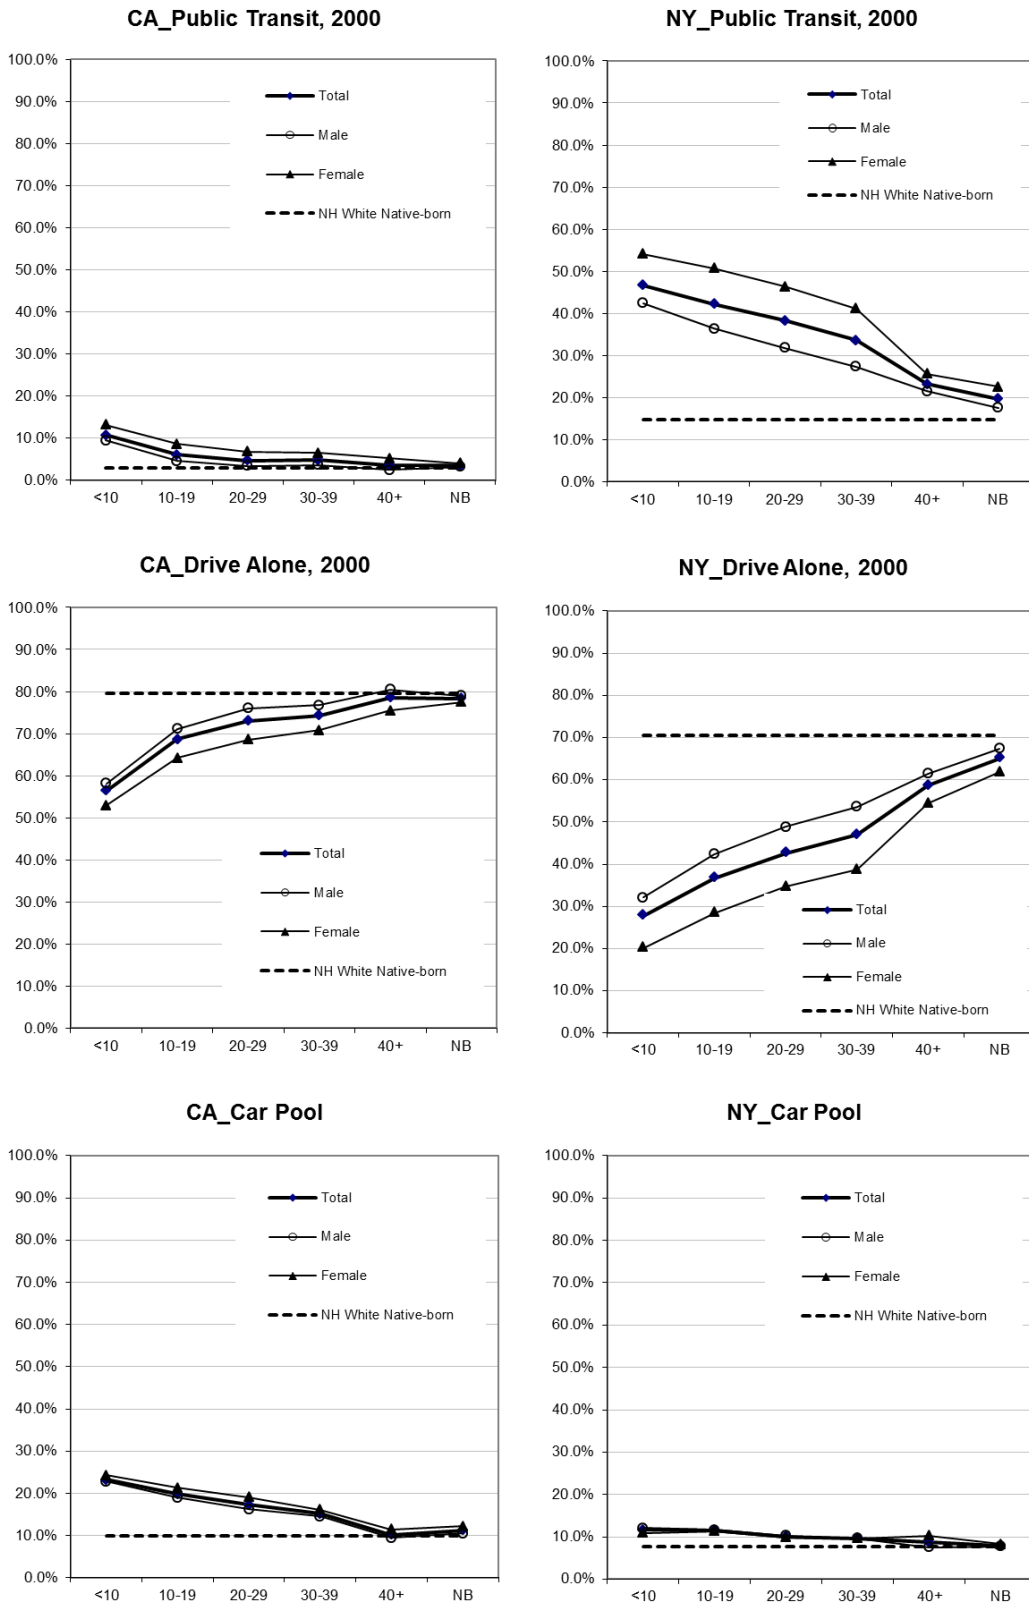 CA_Public Transit, 2000
100.0%
90.0%
80.0%
70.0%
60.0%
50.0%
40.0%
30.0%
20.0%
10.0%
0.0%
Total
Male
Female
NH White Native-born
<10 10-19 20-29 30-39 40+ NB
NY_Public Transit, 2000
100.0%
90.0%
80.0%
70.0%
60.0%
50.0%
40.0%
30.0%
20.0%
10.0%
0.0%
Total
Male
Female
NH White Native-born
<10 10-19 20-29 30-39 40+ NB
CA_Drive Alone, 2000
100.0%
90.0%
80.0%
70.0%
60.0%
50.0%
40.0%
30.0%
20.0%
10.0%
0.0%
Total
Male
Female
NH White Native-born
<10 10-19 20-29 30-39 40+ NB
NY_Drive Alone, 2000
100.0%
90.0%
80.0%
70.0%
60.0%
50.0%
40.0%
30.0%
20.0%
10.0%
0.0%
Total
Male
Female
NH White Native-born
<10 10-19 20-29 30-39 40+ NB
CA_Car Pool
100.0%
90.0%
80.0%
70.0%
60.0%
50.0%
40.0%
30.0%
20.0%
10.0%
0.0%
Total
Male
Female
NH White Native-born
<10 10-19 20-29 30-39 40+ NB
NY_Car Pool
100.0%
90.0%
80.0%
70.0%
60.0%
50.0%
40.0%
30.0%
20.0%
10.0%
0.0%
Total
Male
Female
NH White Native-born
<10 10-19 20-29 30-39 40+ NB